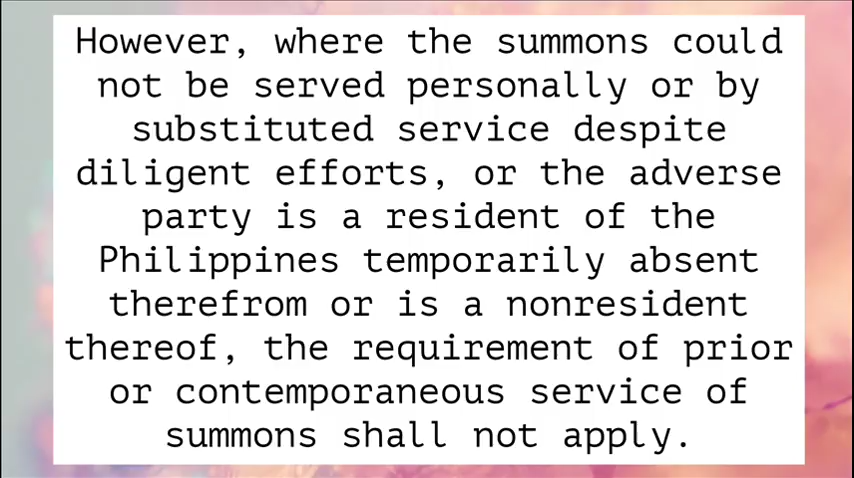 However, where the summons could
not be served personally or by
substituted service despite
diligent efforts, or the adverse
party is a resident of the
Philippines temporarily absent
therefrom or is a nonresident
thereof, the requirement of prior
or contemporaneous service of
summons shall not apply.